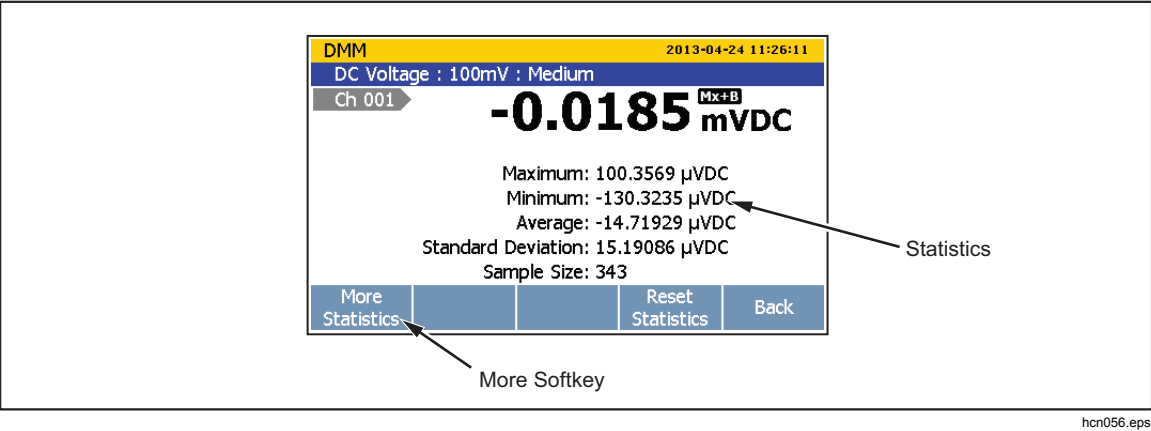 DMM 2013-04-24 11:26:11
DC Voltage : 100mV : Medium
Ch 001
-0.0185 Mx+B mVDC
Maximum: 100.3569 µVDC
Minimum: -130.3235 µVDC
Average: -14.71929 µVDC
Standard Deviation: 15.19086 µVDC
Sample Size: 343
Statistics
More Statistics
Reset Statistics
Back
More Softkey
hcn056.eps